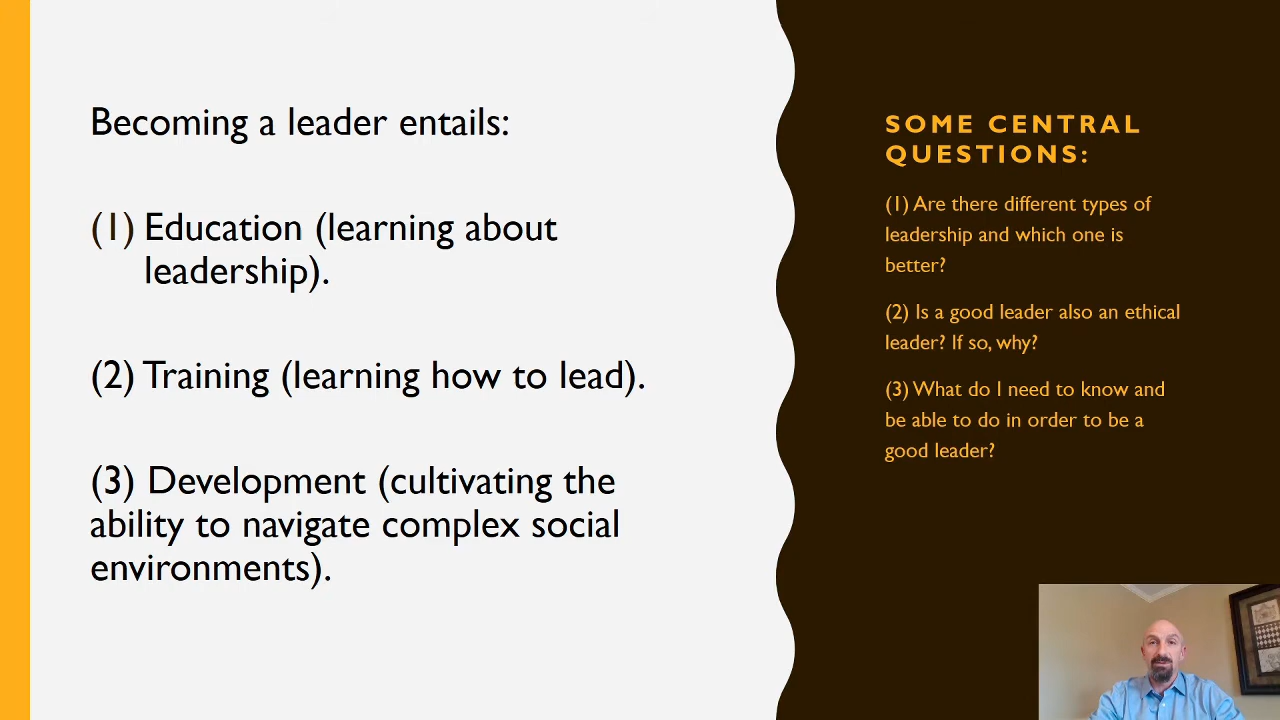 Becoming a leader entails:
(1) Education (learning about
leadership).
(2) Training (learning how to lead).
(3) Development (cultivating the
ability to navigate complex social
environments).
SOME CENTRAL
QUESTIONS:
(1) Are there different types of
leadership and which one is
better?
(2) Is a good leader also an ethical
leader? If so, why?
(3) What do I need to know and
be able to do in order to be a
good leader?